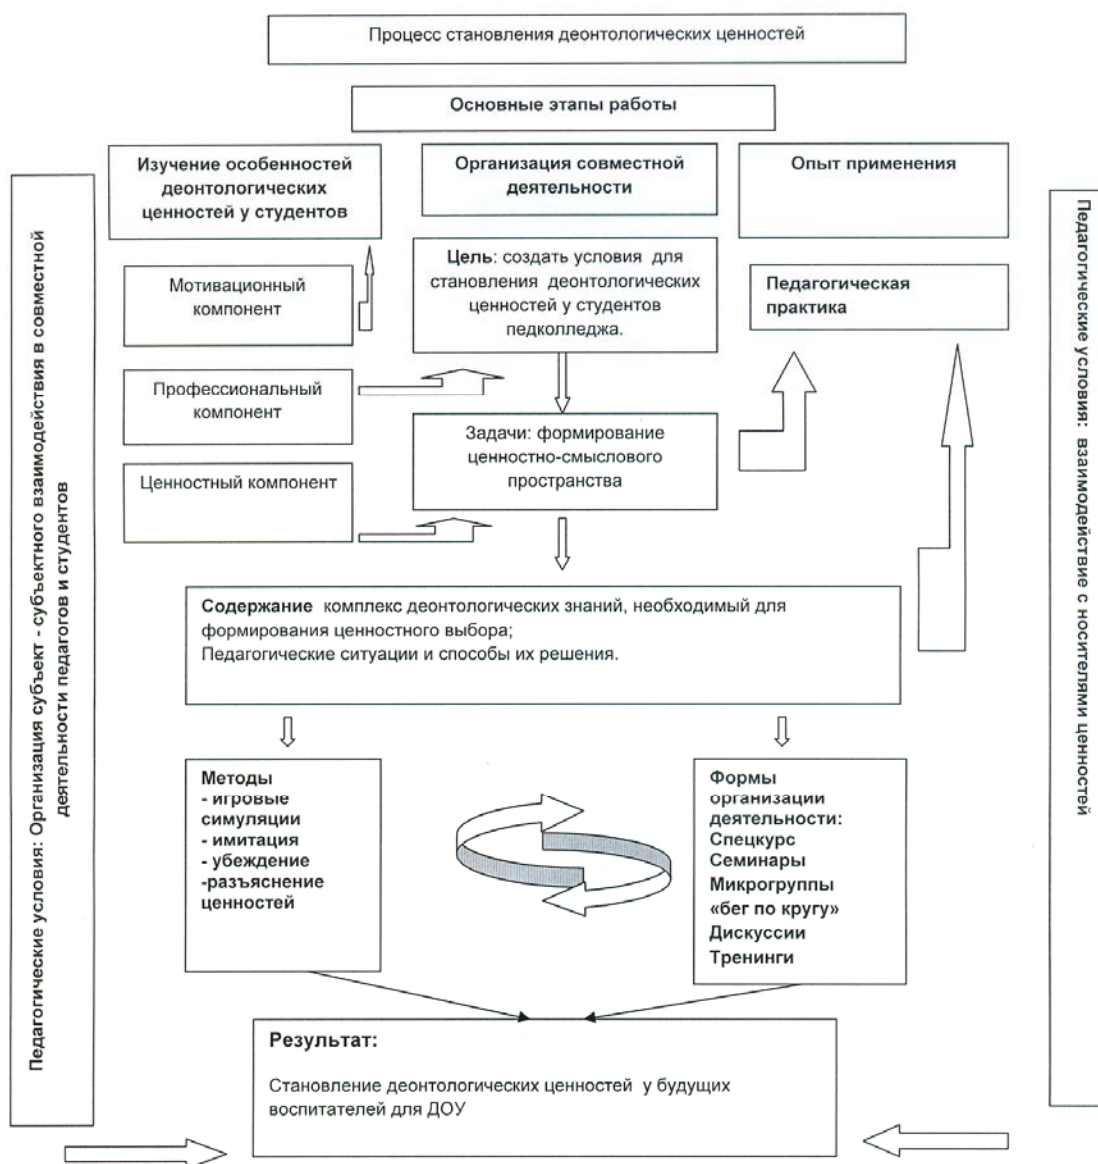 Процесс становления деонтологических ценностей
Основные этапы работы
Изучение особенностей
деонтологических
ценностей у студентов
Организация совместной
деятельности
Опыт применения
Педагогические условия: Организация субъект - субъектного взаимодействия в совместной
деятельности педагогов и студентов
Мотивационный
компонент
Профессиональный
компонент
Ценностный компонент
Цель: создать условия для
становления деонтологических
ценностей у студентов
педколледжа.
Задачи: формирование
ценностно-смыслового
пространства
Педагогическая
практика
Педагогические условия: взаимодействие с носителями ценностей
Содержание комплекс деонтологических знаний, необходимый для
формирования ценностного выбора;
Педагогические ситуации и способы их решения.
Методы
- игровые
симуляции
- имитация
- убеждение
-разъяснение
ценностей
Формы
организации
деятельности:
Спецкурс
Семинары
Микрогруппы
«бег по кругу»
Дискуссии
Тренинги
Результат:
Становление деонтологических ценностей у будущих
воспитателей для ДОУ